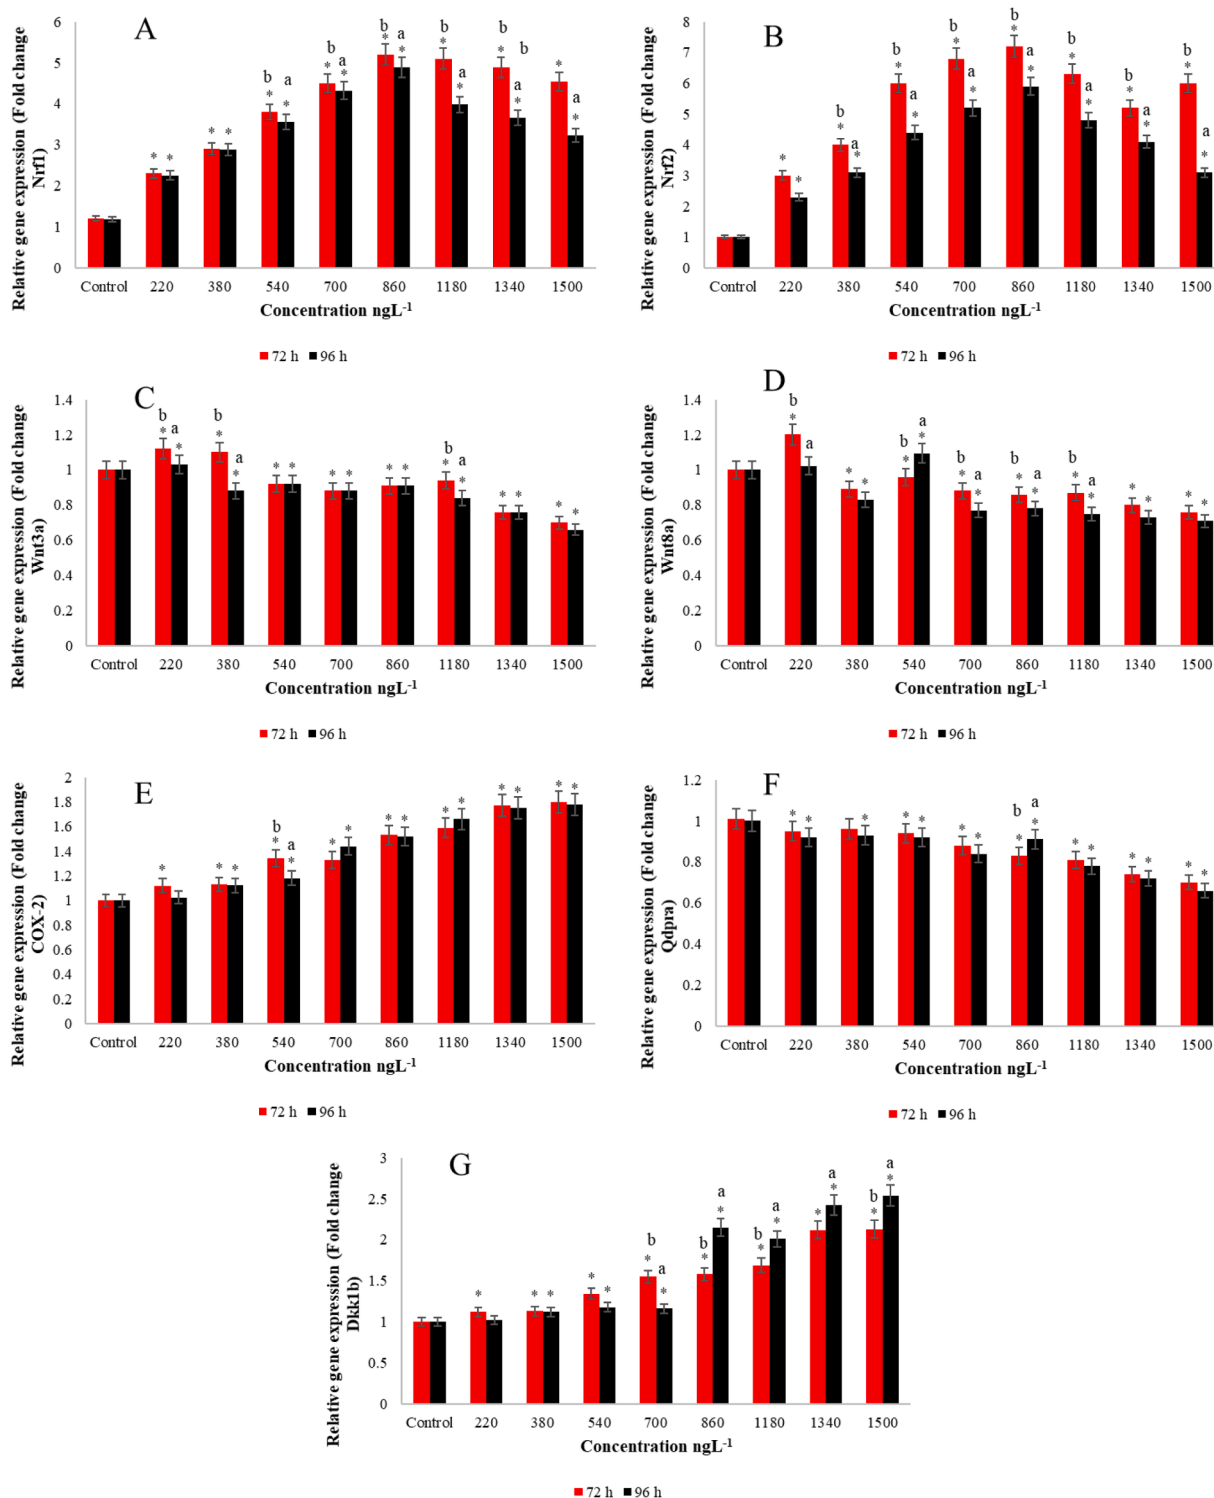 A
Relative gene expression (Fold change
Nrf1)
6
5
4
3
2
1
0
b
* *
* *
b a
* *
b a
* *
b a
* *
b a
* *
b b
a
* *
a
* *
Control 220 380 540 700 860 1180 1340 1500
Concentration ngL-1
72 h 96 h
B
Relative gene expression (Fold change
Nrf2)
8
7
6
5
4
3
2
1
0
* *
b a
* *
b a
* *
b a
* *
b a
* *
b a
* *
b a
* *
b a
* *
Control 220 380 540 700 860 1180 1340 1500
Concentration ngL-1
72 h 96 h
C
Relative gene expression (Fold change
Wnt3a)
1.4
1.2
1
0.8
0.6
0.4
0.2
0
b a
* *
b a
* *
* *
* *
* *
b a
* *
* *
* *
Control 220 380 540 700 860 1180 1340 1500
Concentration ngL-1
72 h 96 h
D
Relative gene expression (Fold change
Wnt8a)
1.4
1.2
1
0.8
0.6
0.4
0.2
0
b a
*
* *
b a
* *
b a
* *
b a
* *
b a
* *
* *
* *
Control 220 380 540 700 860 1180 1340 1500
Concentration ngL-1
72 h 96 h
E
Relative gene expression (Fold change
COX-2)
2
1.8
1.6
1.4
1.2
1
0.8
0.6
0.4
0.2
0
*
* *
b a
* *
* *
* *
* *
* *
* *
Control 220 380 540 700 860 1180 1340 1500
Concentration ngL-1
72 h 96 h
F
Relative gene expression (Fold change
Qdpra)
1.2
1
0.8
0.6
0.4
0.2
0
* *
* *
* *
* *
b a
* *
* *
* *
* *
Control 220 380 540 700 860 1180 1340 1500
Concentration ngL-1
72 h 96 h
G
Relative gene expression (Fold change
Dkk1b)
3
2.5
2
1.5
1
0.5
0
*
* *
* *
b a
* *
b a
* *
b a
* *
a
* *
b a
* *
Control 220 380 540 700 860 1180 1340 1500
Concentration ngL-1
72 h 96 h